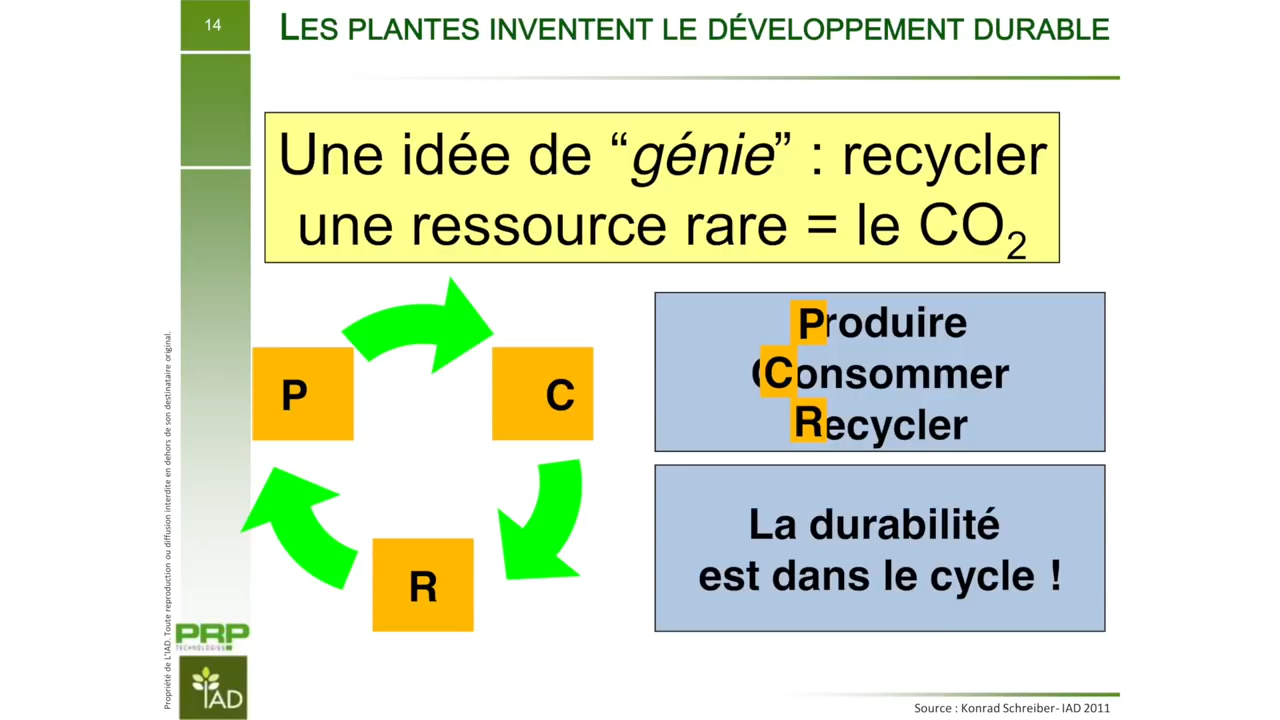 14
LES PLANTES INVENTENT LE DÉVELOPPEMENT DURABLE
Une idée de “génie” : recycler
une ressource rare = le CO₂
P
C
R
Produire
Consommer
Recycler
La durabilité
est dans le cycle !
Propriété de L'IAD. Toute reproduction ou diffusion interdite en dehors de son destinataire original.
PRP
TECHNOLOGIES
IAD
Source : Konrad Schreiber- IAD 2011